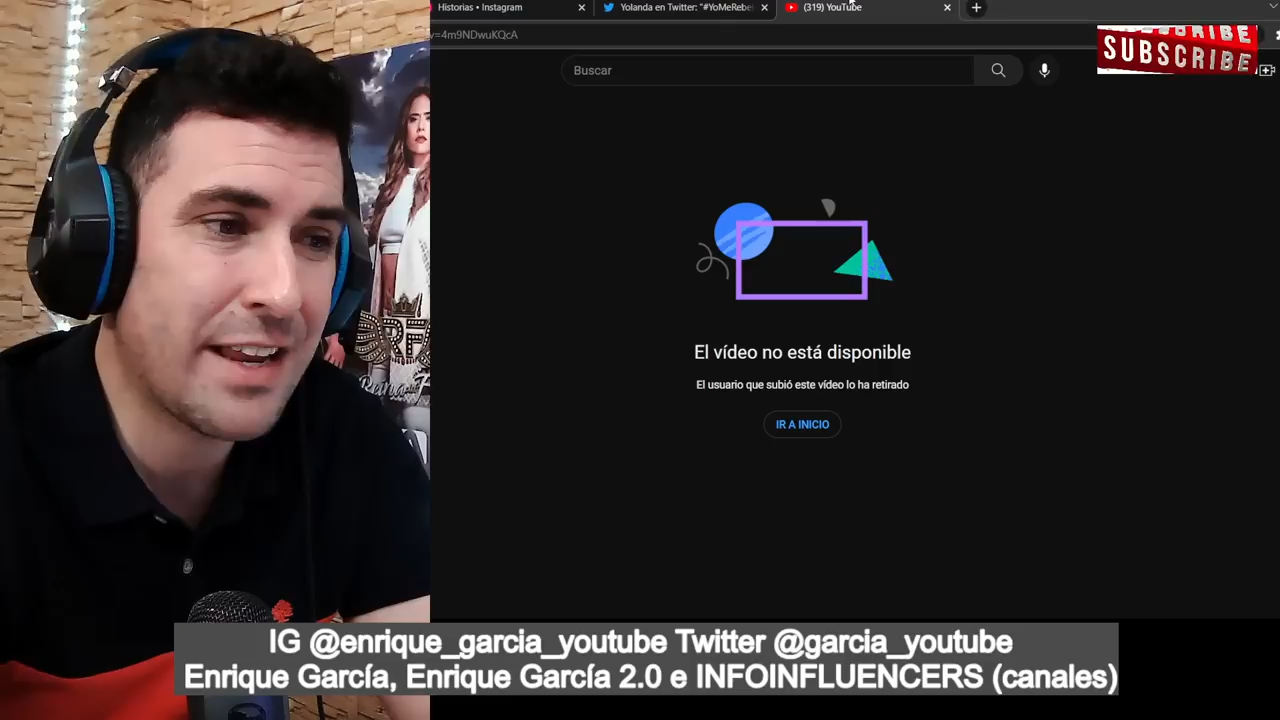 Historias • Instagram
Yolanda en Twitter: "#YoMeRebel
(319) YouTube
v=4m9NDwuKQcA
SUBSCRIBE
SUBSCRIBE
Buscar
El vídeo no está disponible
El usuario que subió este vídeo lo ha retirado
IR A INICIO
IG @enrique_garcia_youtube Twitter @garcia_youtube
Enrique García, Enrique García 2.0 e INFOINFLUENCERS (canales)